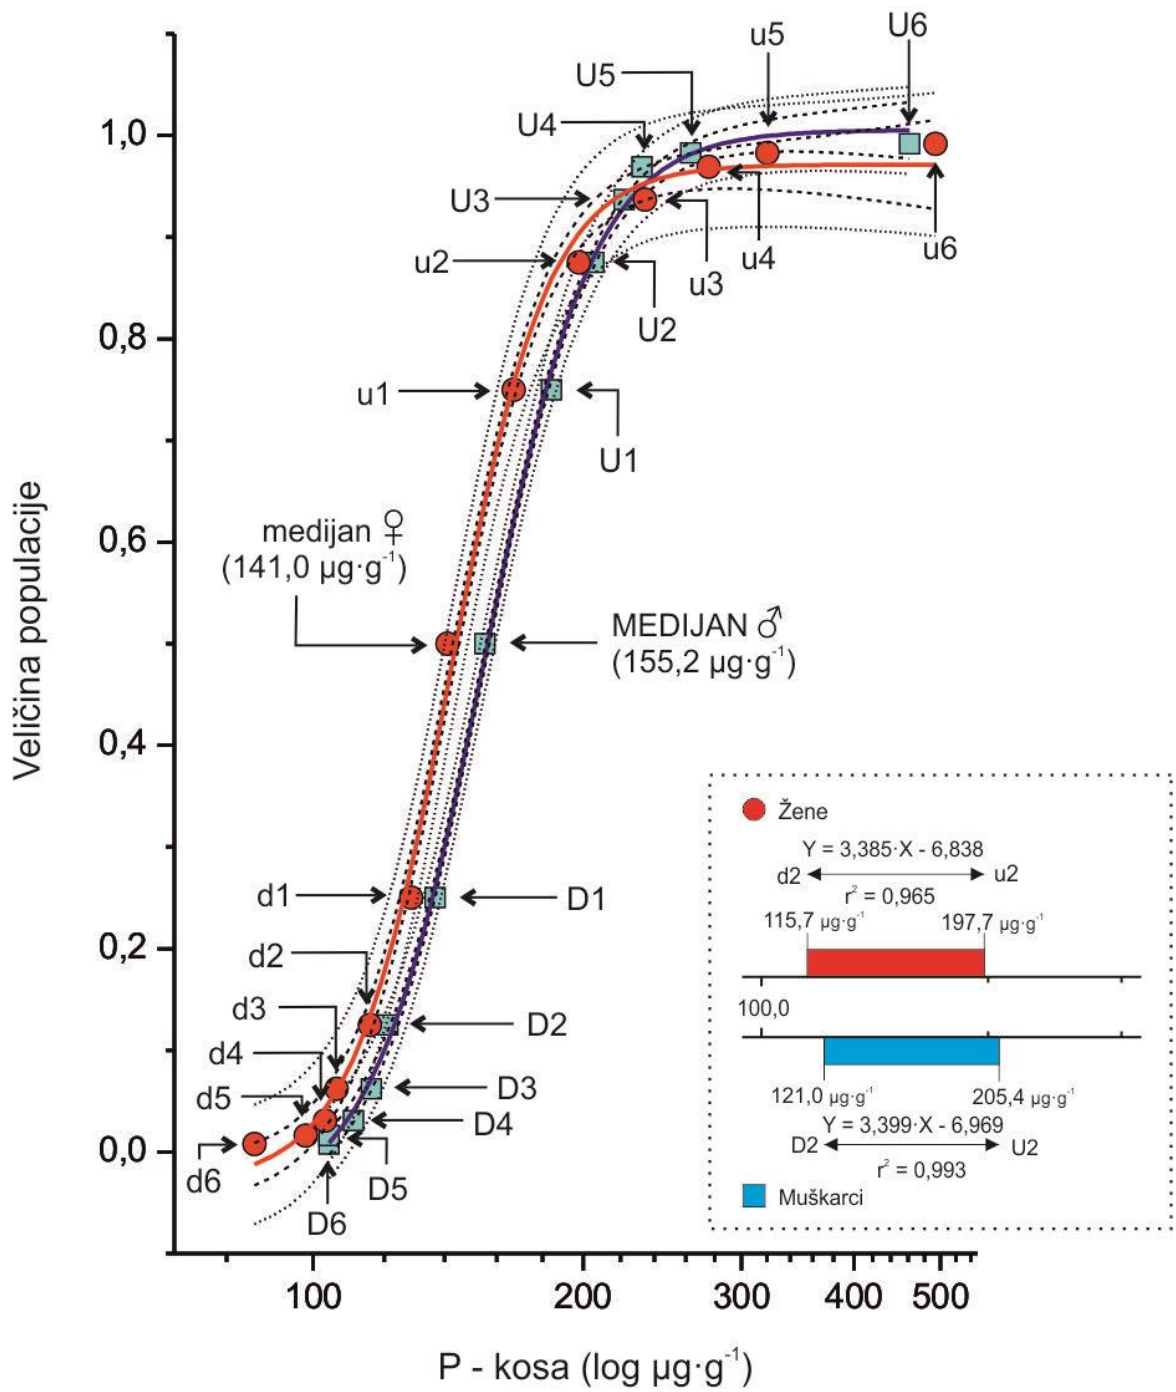 u5
U6
U5
U4
1,0
U3
u2
u3
u4
u6
U2
0,8
u1
U1
Veličina populacije
medijan ♀
(141,0 µg·g⁻¹)
0,6
MEDIJAN ♂
(155,2 µg·g⁻¹)
0,4
d1
D1
0,2
d2
d3
D2
d4
d5
D3
D4
0,0
d6
D5
D6
100
200
300
400
500
P - kosa (log µg·g⁻¹)
Žene
Y = 3,385·X - 6,838
d2
u2
r² = 0,965
115,7 µg·g⁻¹
197,7 µg·g⁻¹
100,0
121,0 µg·g⁻¹
205,4 µg·g⁻¹
Y = 3,399·X - 6,969
D2
U2
r² = 0,993
Muškarci